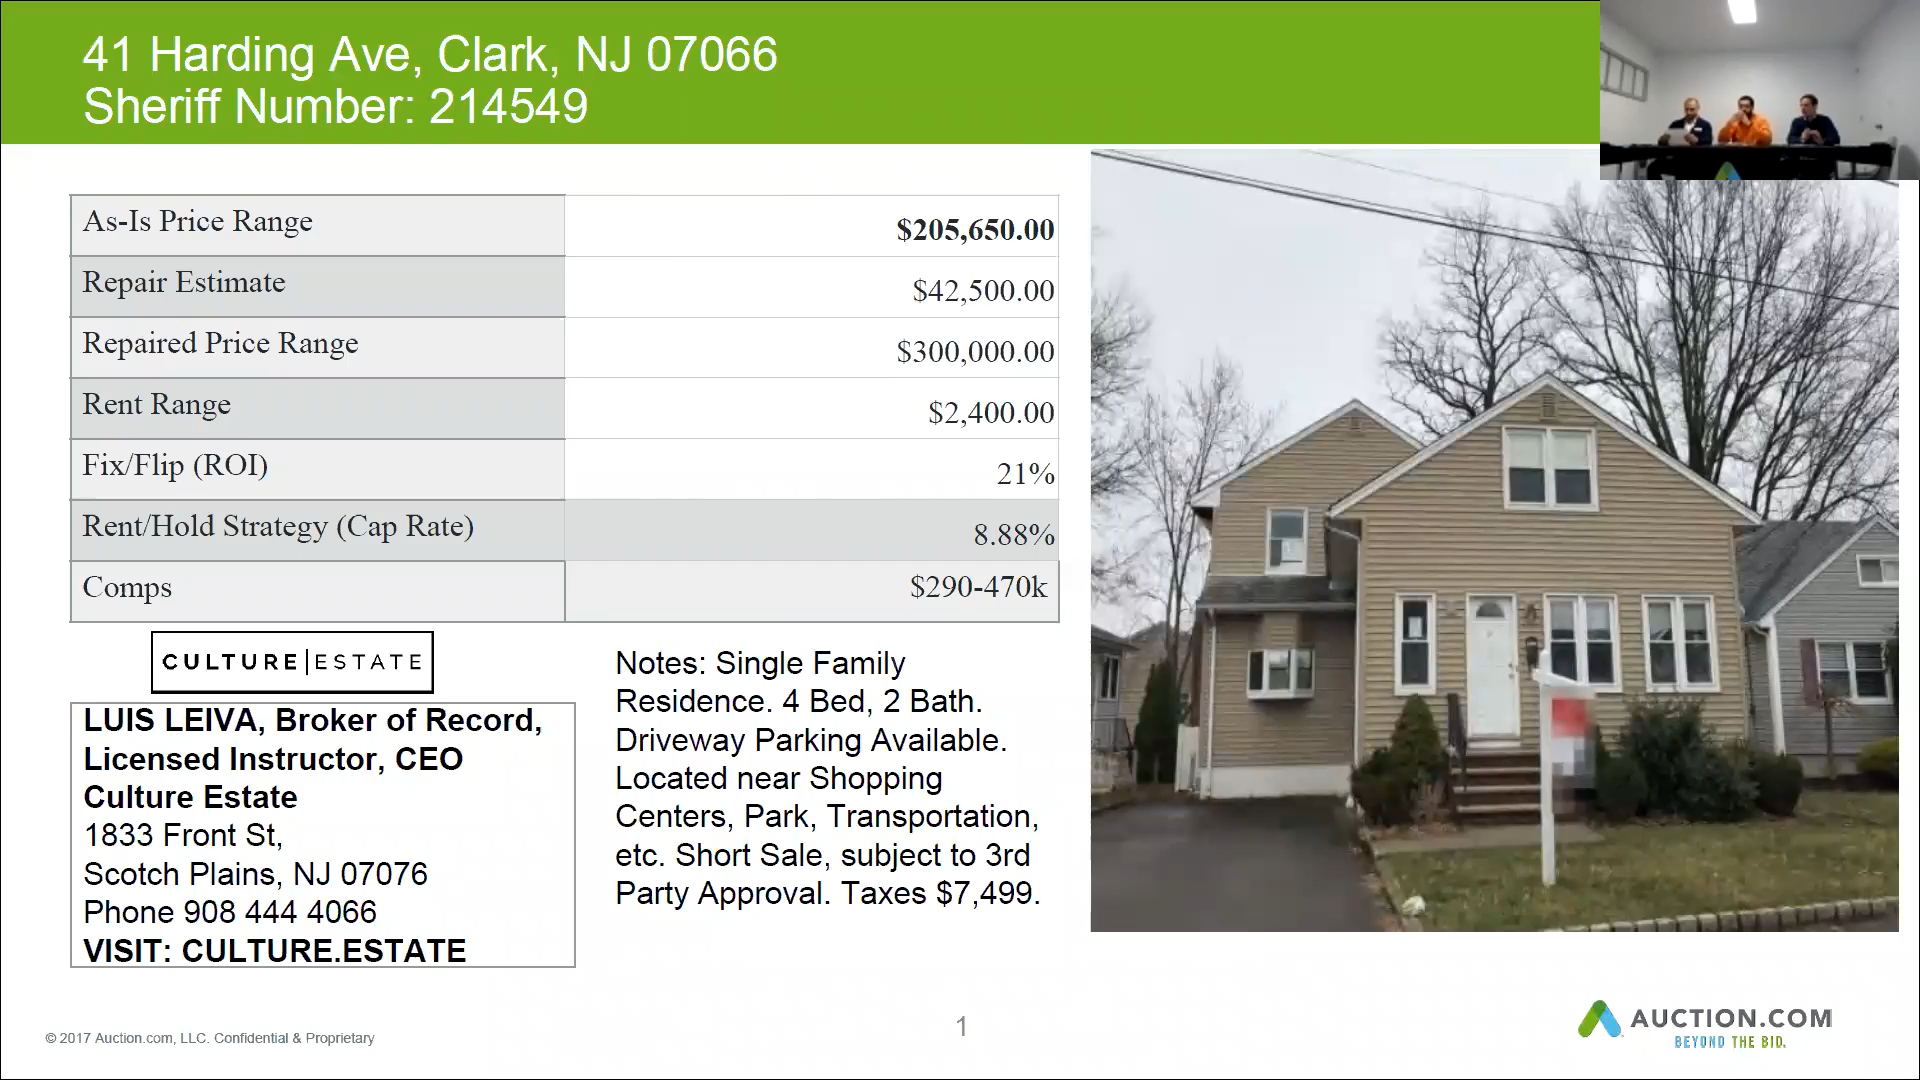 41 Harding Ave, Clark, NJ 07066
Sheriff Number: 214549
As-Is Price Range $205,650.00
Repair Estimate $42,500.00
Repaired Price Range $300,000.00
Rent Range $2,400.00
Fix/Flip (ROI) 21%
Rent/Hold Strategy (Cap Rate) 8.88%
Comps $290-470k
CULTURE|ESTATE
LUIS LEIVA, Broker of Record,
Licensed Instructor, CEO
Culture Estate
1833 Front St,
Scotch Plains, NJ 07076
Phone 908 444 4066
VISIT: CULTURE.ESTATE
Notes: Single Family
Residence. 4 Bed, 2 Bath.
Driveway Parking Available.
Located near Shopping
Centers, Park, Transportation,
etc. Short Sale, subject to 3rd
Party Approval. Taxes $7,499.
© 2017 Auction.com, LLC. Confidential & Proprietary
1
AUCTION.COM
BEYOND THE BID.